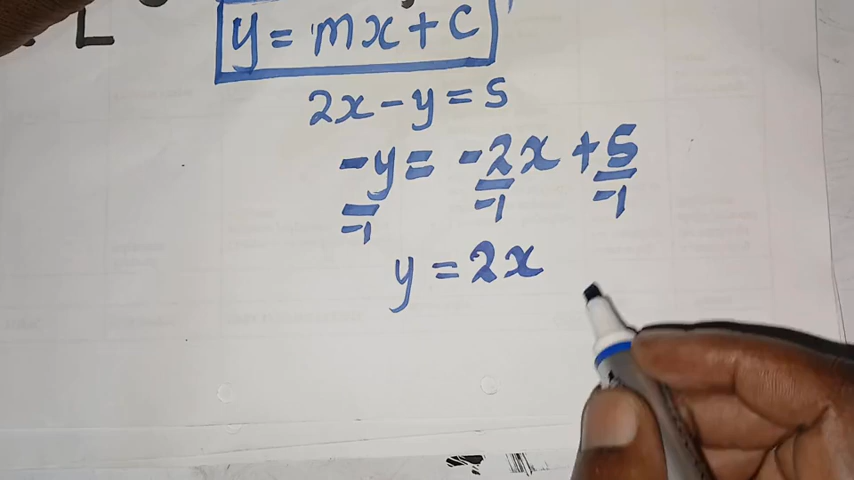 y = mx + c
2x - y = 5
-y = -2x + 5
-1 -1 -1
y = 2x